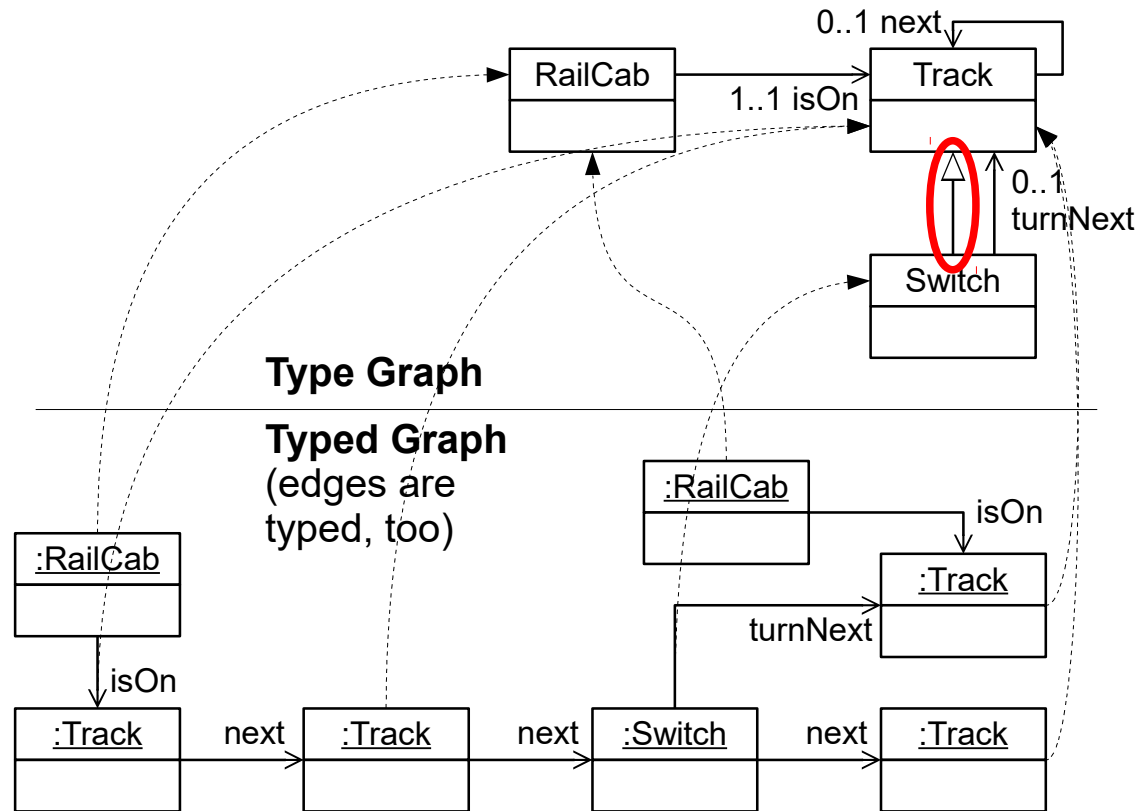 0..1 next
RailCab
Track
1..1 isOn
0..1
turnNext
Switch
Type Graph
Typed Graph
(edges are
typed, too)
:RailCab
isOn
:RailCab
:Track
turnNext
isOn
:Track
next
:Track
next
:Switch
next
:Track